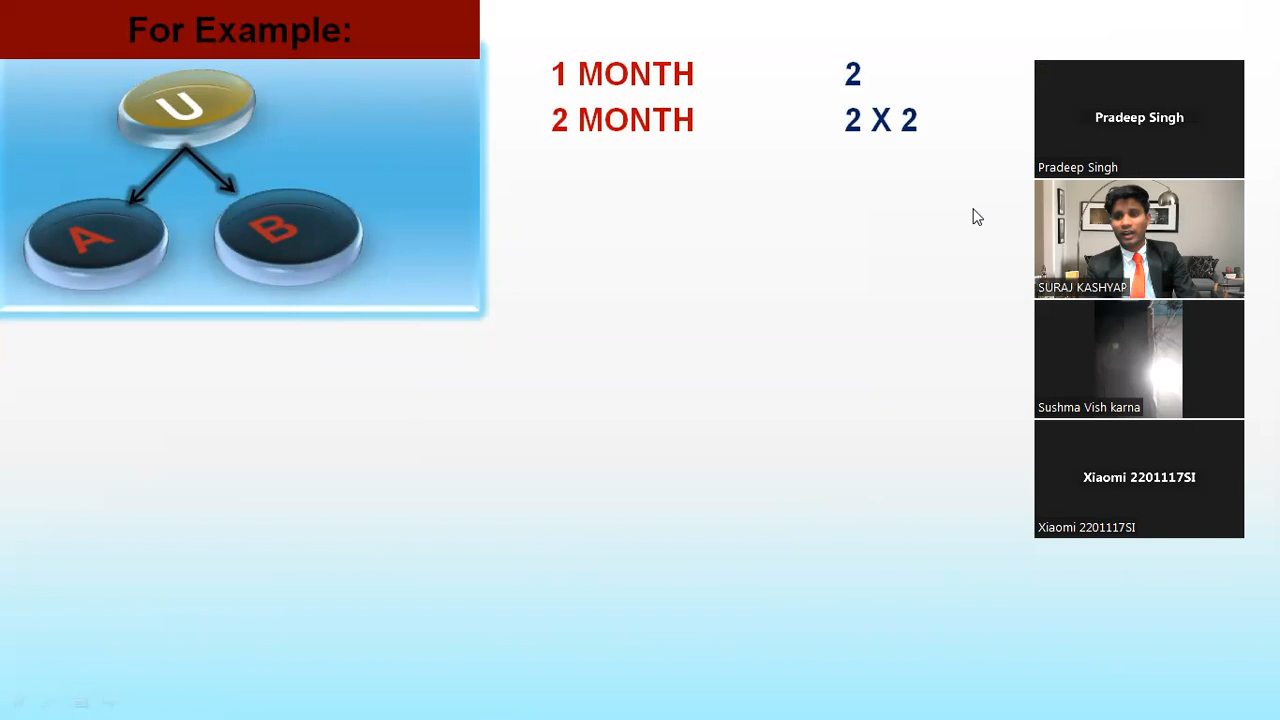 For Example:
U
A
B
1 MONTH 2
2 MONTH 2 X 2
Pradeep Singh
Pradeep Singh
SURAJ KASHYAP
Sushma Vish karna
Xiaomi 2201117SI
Xiaomi 2201117SI